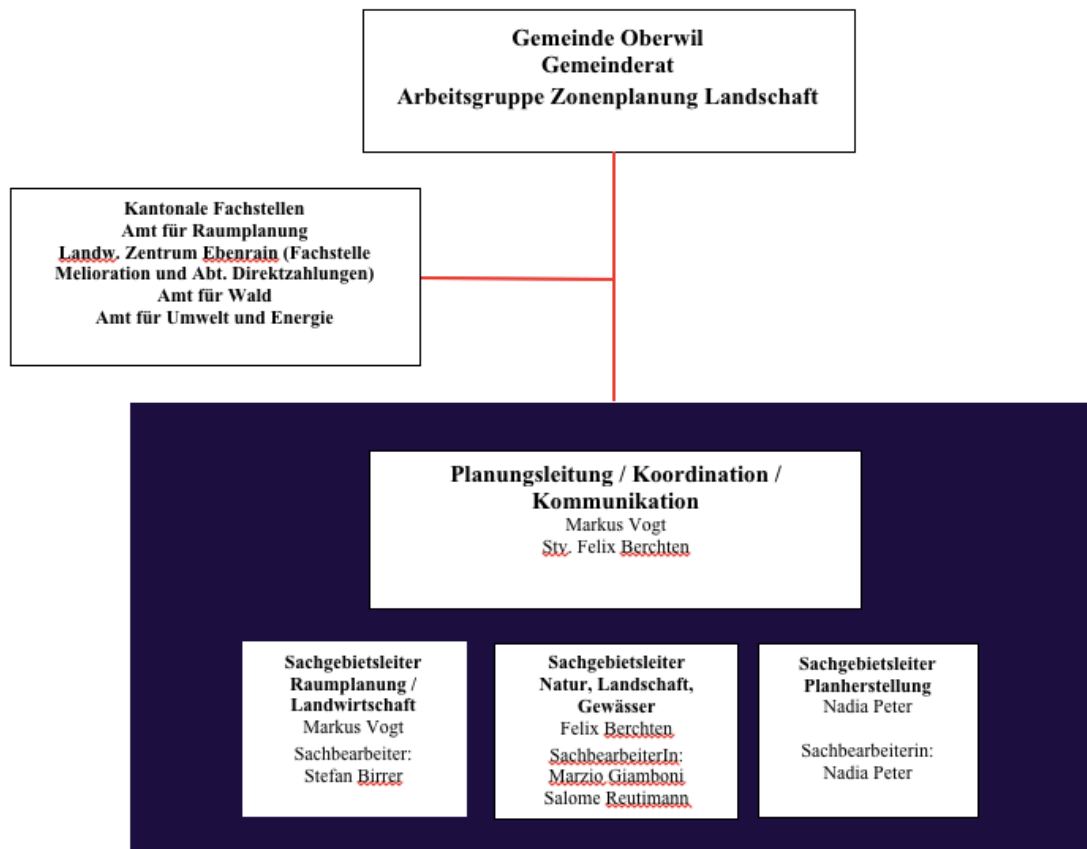 Gemeinde Oberwil
Gemeinderat
Arbeitsgruppe Zonenplanung Landschaft
Kantonale Fachstellen
Amt für Raumplanung
Landw. Zentrum Ebenrain (Fachstelle
Melioration und Abt. Direktzahlungen)
Amt für Wald
Amt für Umwelt und Energie
Planungsleitung / Koordination /
Kommunikation
Markus Vogt
Stv. Felix Berchten
Sachgebietsleiter
Raumplanung /
Landwirtschaft
Markus Vogt
Sachbearbeiter:
Stefan Birrer
Sachgebietsleiter
Natur, Landschaft,
Gewässer
Felix Berchten
SachbearbeiterIn:
Marzio Giamboni
Salome Reutimann
Sachgebietsleiter
Planherstellung
Nadia Peter
Sachbearbeiterin:
Nadia Peter